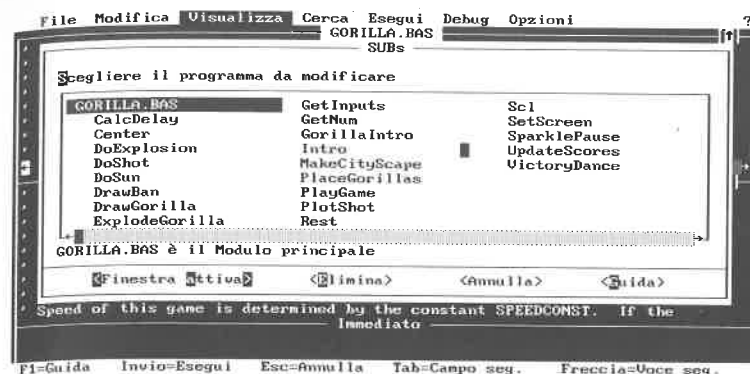 File Modifica Visualizza Cerca Esegui Debug Opzioni ?
GORILLA.BAS
SUBs
Scegliere il programma da modificare
GORILLA.BAS GetInputs Scl
CalcDelay GetNum SetScreen
Center GorillaIntro SparklePause
DoExplosion Intro UpdateScores
DoShot MakeCityScape VictoryDance
DoSun PlaceGorillas
DrawBan PlayGame
DrawGorilla PlotShot
ExplodeGorilla Rest
GORILLA.BAS è il Modulo principale
<Finestra Attiva> <Elimina> <Annulla> <Guida>
Speed of this game is determined by the constant SPEEDCONST. If the
Immediato
F1=Guida Invio=Esegui Esc=Annulla Tab=Campo seg. Freccia=Voce seg.